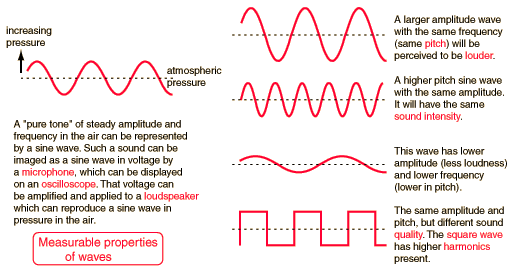 increasing
pressure
atmospheric
pressure
A "pure tone" of steady amplitude and
frequency in the air can be represented
by a sine wave. Such a sound can be
imaged as a sine wave in voltage by
a microphone, which can be displayed
on an oscilloscope. That voltage can
be amplified and applied to a loudspeaker
which can reproduce a sine wave in
pressure in the air.
Measurable properties
of waves
A larger amplitude wave
with the same frequency
(same pitch) will be
perceived to be louder.
A higher pitch sine wave
with the same amplitude.
It will have the same
sound intensity.
This wave has lower
amplitude (less loudness)
and lower frequency
(lower in pitch).
The same amplitude and
pitch, but different sound
quality. The square wave
has higher harmonics
present.